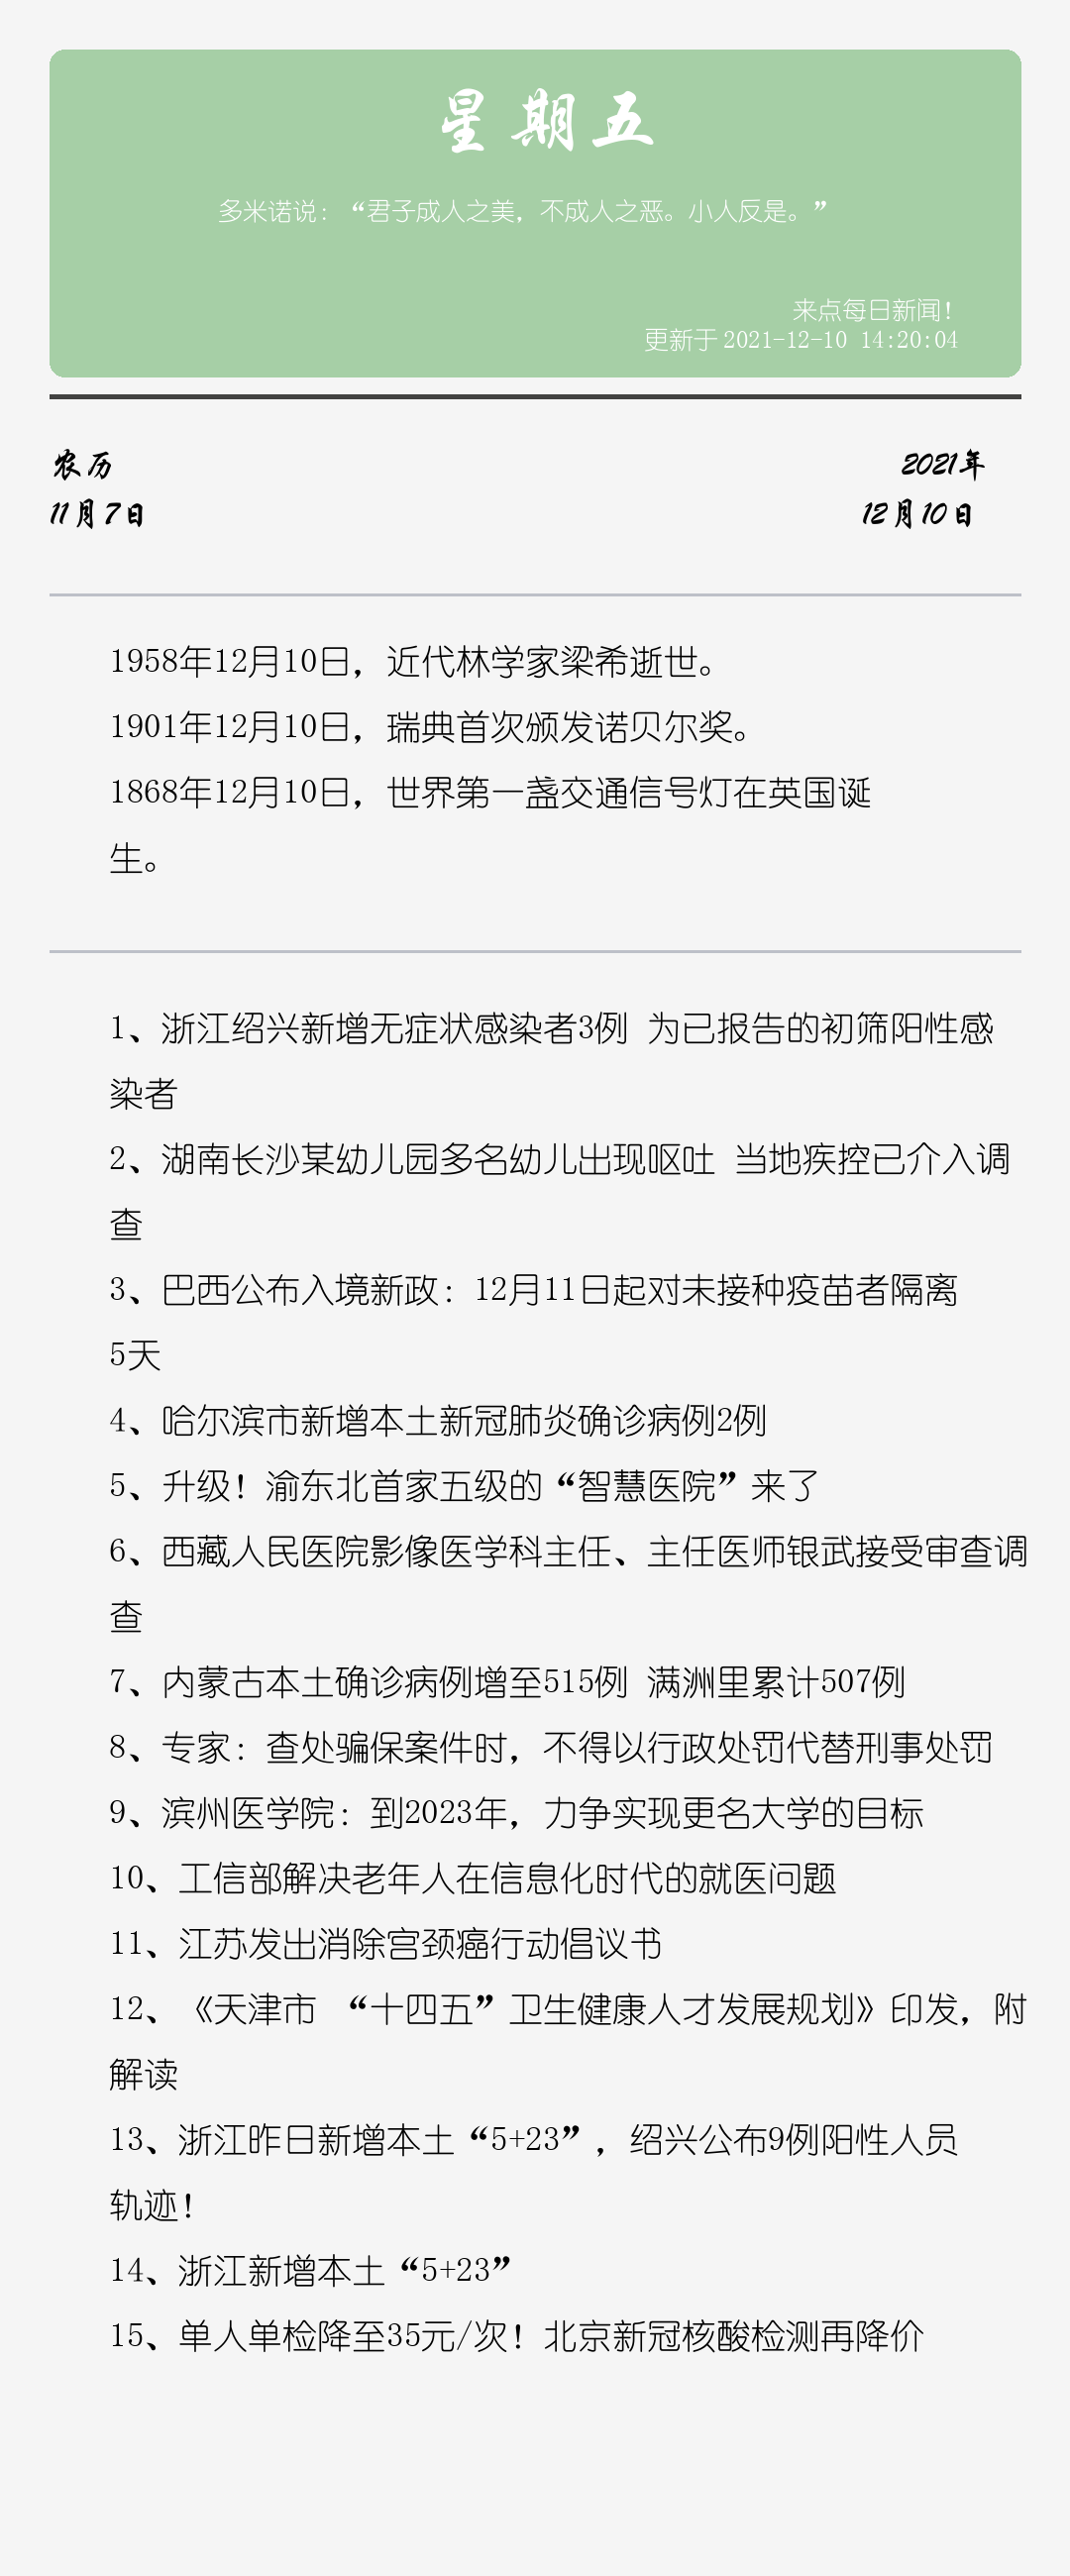 星期五
多米诺说：“君子成人之美，不成人之恶。小人反是。”
来点每日新闻！
更新于 2021-12-10 14:20:04
农历 2021年
11月7日 12月10日
1958年12月10日，近代林学家梁希逝世。
1901年12月10日，瑞典首次颁发诺贝尔奖。
1868年12月10日，世界第一盏交通信号灯在英国诞
生。
1、浙江绍兴新增无症状感染者3例 为已报告的初筛阳性感
染者
2、湖南长沙某幼儿园多名幼儿出现呕吐 当地疾控已介入调
查
3、巴西公布入境新政：12月11日起对未接种疫苗者隔离
5天
4、哈尔滨市新增本土新冠肺炎确诊病例2例
5、升级！渝东北首家五级的“智慧医院”来了
6、西藏人民医院影像医学科主任、主任医师银武接受审查调
查
7、内蒙古本土确诊病例增至515例 满洲里累计507例
8、专家：查处骗保案件时，不得以行政处罚代替刑事处罚
9、滨州医学院：到2023年，力争实现更名大学的目标
10、工信部解决老年人在信息化时代的就医问题
11、江苏发出消除宫颈癌行动倡议书
12、《天津市 “十四五”卫生健康人才发展规划》印发，附
解读
13、浙江昨日新增本土“5+23”，绍兴公布9例阳性人员
轨迹！
14、浙江新增本土“5+23”
15、单人单检降至35元/次！北京新冠核酸检测再降价